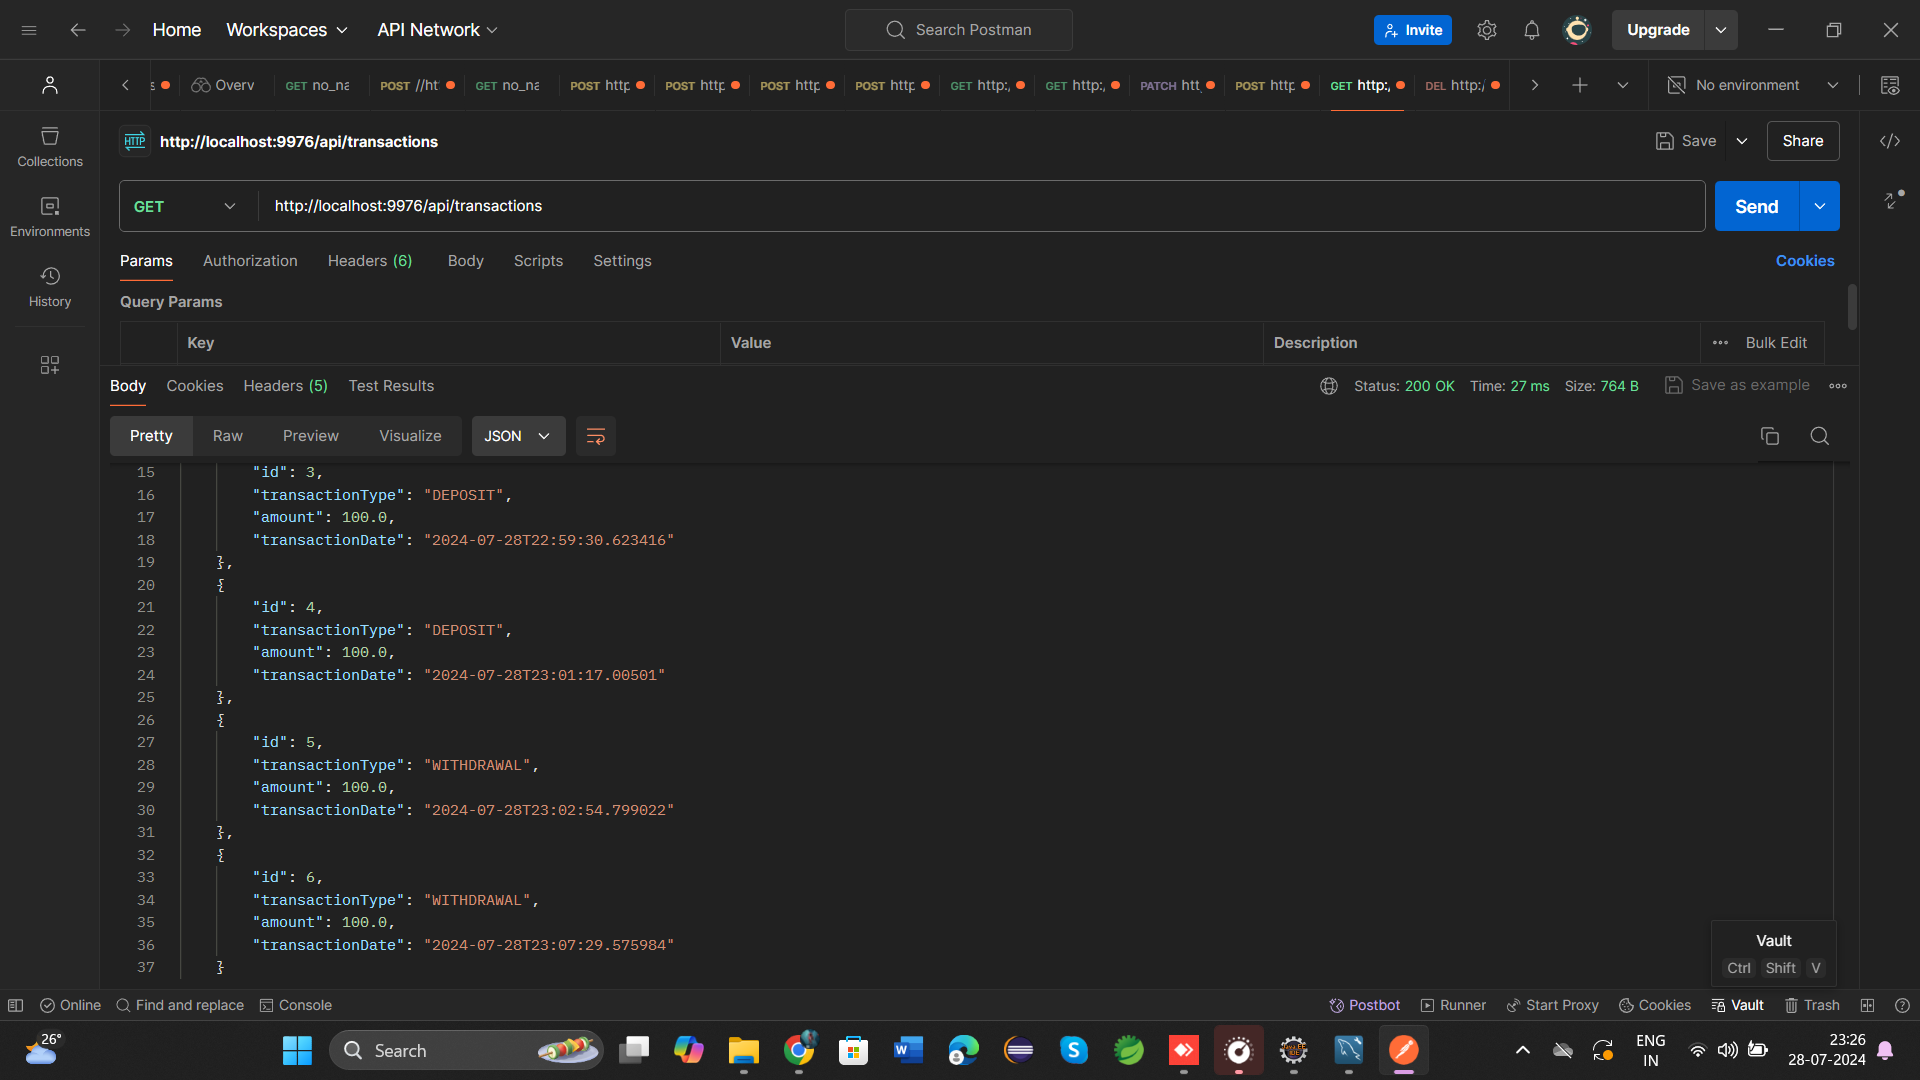 Home
Workspaces
API Network
Search Postman
Invite
Upgrade
s
Overv
GET no_na
POST //ht
GET no_na
POST http
POST http
POST http
POST http
GET http:/
GET http:/
PATCH htt
POST http
GET http:/
DEL http:/
No environment
HTTP
http://localhost:9976/api/transactions
Save
Share
Collections
Environments
History
GET
http://localhost:9976/api/transactions
Send
Params
Authorization
Headers (6)
Body
Scripts
Settings
Cookies
Query Params
Key
Value
Description
Bulk Edit
Body
Cookies
Headers (5)
Test Results
Status: 200 OK
Time: 27 ms
Size: 764 B
Save as example
Pretty
Raw
Preview
Visualize
JSON
15 "id": 3,
16 "transactionType": "DEPOSIT",
17 "amount": 100.0,
18 "transactionDate": "2024-07-28T22:59:30.623416"
19 },
20 {
21 "id": 4,
22 "transactionType": "DEPOSIT",
23 "amount": 100.0,
24 "transactionDate": "2024-07-28T23:01:17.00501"
25 },
26 {
27 "id": 5,
28 "transactionType": "WITHDRAWAL",
29 "amount": 100.0,
30 "transactionDate": "2024-07-28T23:02:54.799022"
31 },
32 {
33 "id": 6,
34 "transactionType": "WITHDRAWAL",
35 "amount": 100.0,
36 "transactionDate": "2024-07-28T23:07:29.575984"
37 }
Vault
Ctrl Shift V
Online
Find and replace
Console
Postbot
Runner
Start Proxy
Cookies
Vault
Trash
26°
Search
ENG
IN
23:26
28-07-2024